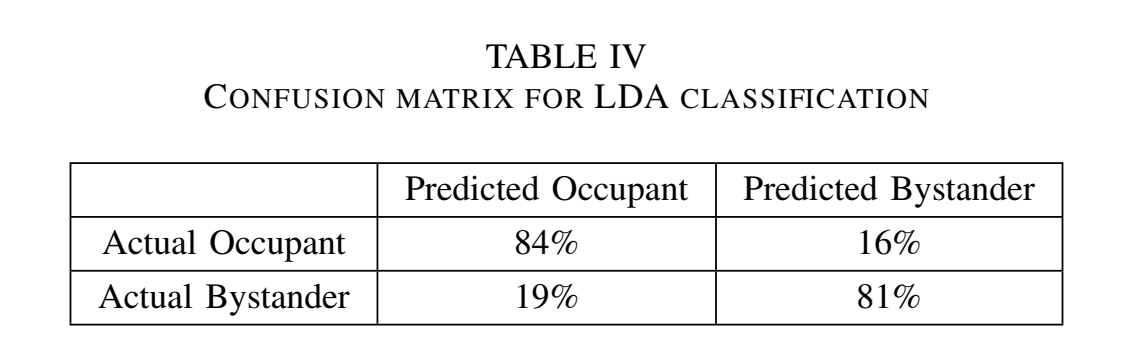 TABLE IV
CONFUSION MATRIX FOR LDA CLASSIFICATION
Predicted Occupant Predicted Bystander
Actual Occupant 84% 16%
Actual Bystander 19% 81%